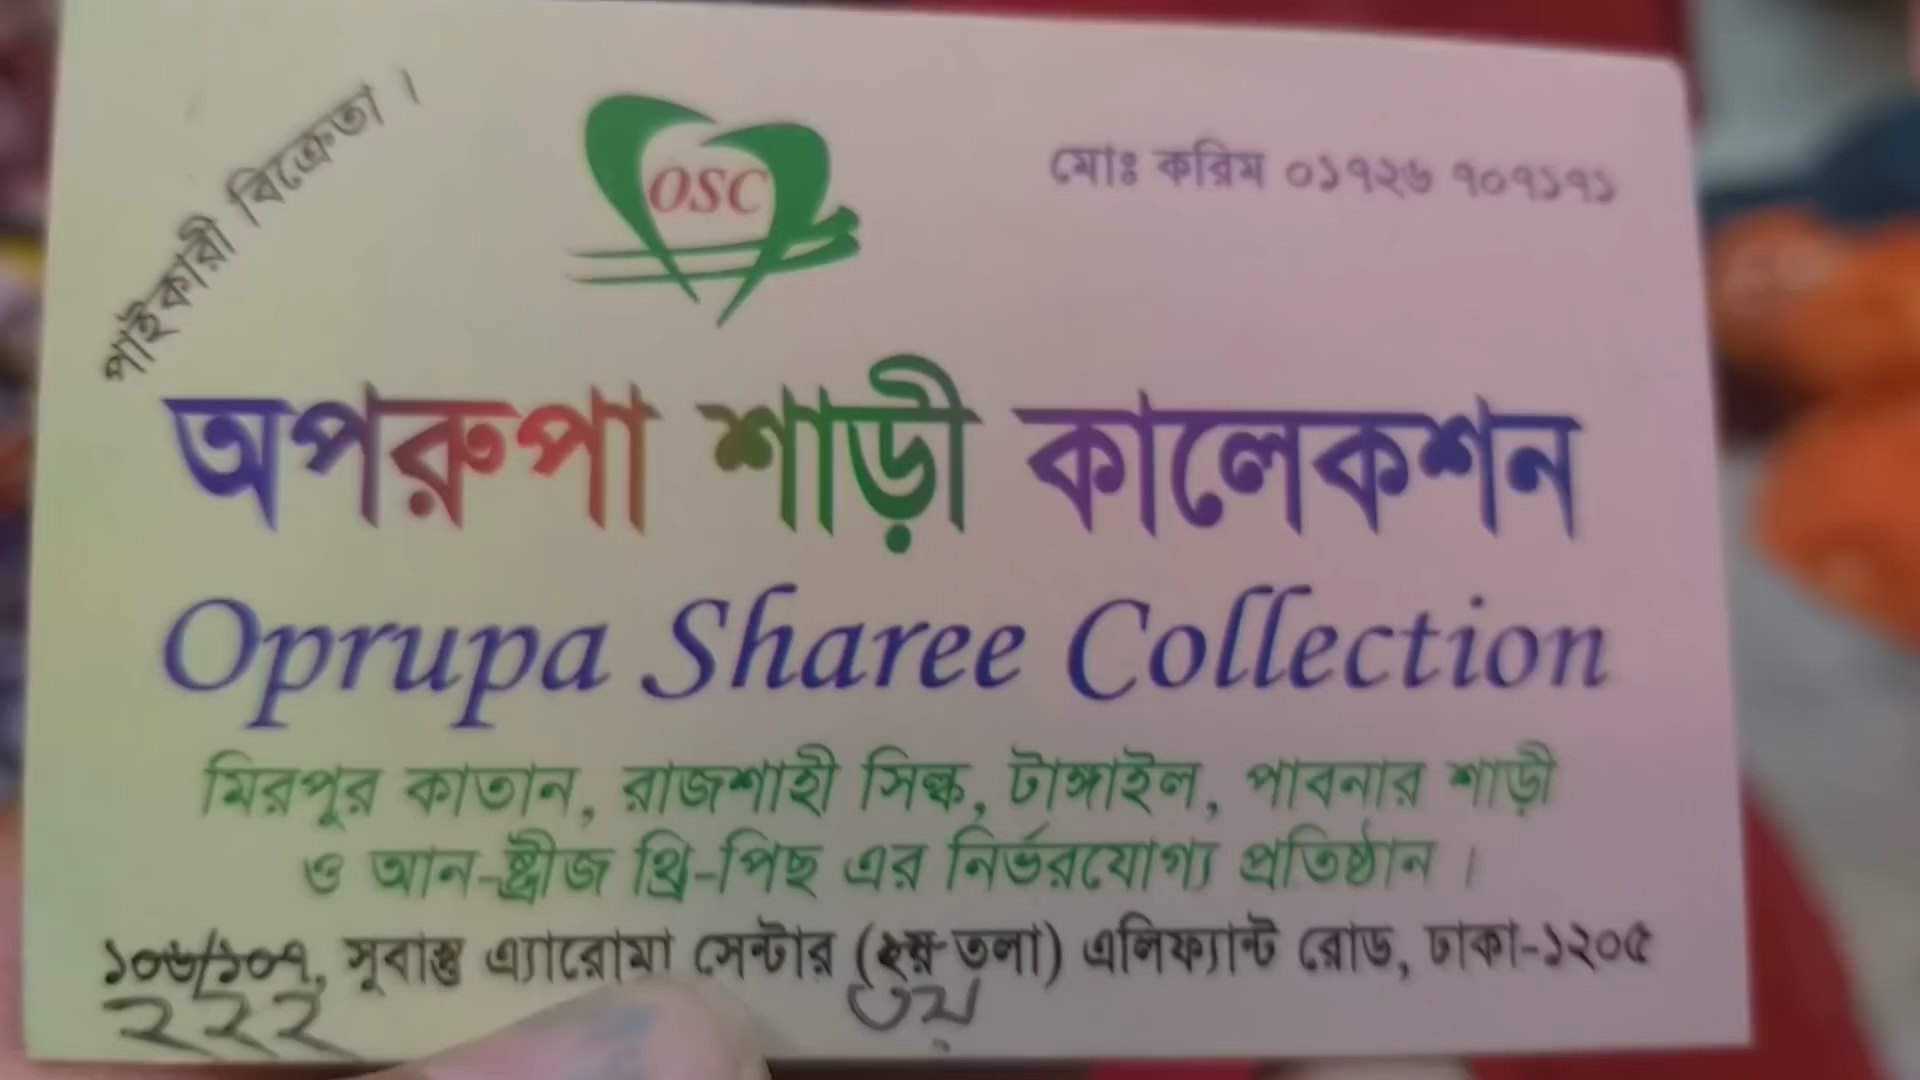 পাইকারী বিক্রেতা ।
OSC
মোঃ করিম ০১৭২৬ ৭০৭১৭১
অপরুপা শাড়ী কালেকশন
Oprupa Sharee Collection
মিরপুর কাতান, রাজশাহী সিল্ক, টাঙ্গাইল, পাবনার শাড়ী
ও আন-ষ্ট্রীজ থ্রি-পিছ এর নির্ভরযোগ্য প্রতিষ্ঠান ।
১০৬/১০৭, সুবাস্তু এ্যারোমা সেন্টার (২য় তলা) এলিফ্যান্ট রোড, ঢাকা-১২০৫
২২২ ৩য়